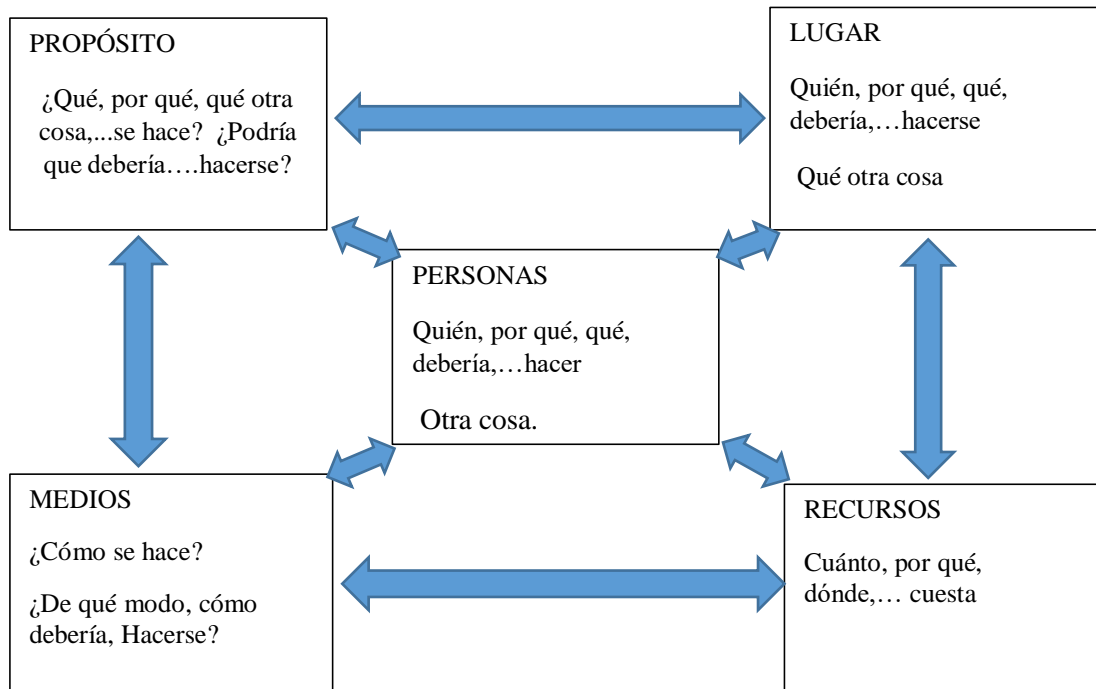 PROPÓSITO
¿Qué, por qué, qué otra
cosa,...se hace? ¿Podría
que debería….hacerse?
LUGAR
Quién, por qué, qué,
debería,…hacerse
Qué otra cosa
PERSONAS
Quién, por qué, qué,
debería,…hacer
Otra cosa.
MEDIOS
¿Cómo se hace?
¿De qué modo, cómo
debería, Hacerse?
RECURSOS
Cuánto, por qué,
dónde,… cuesta